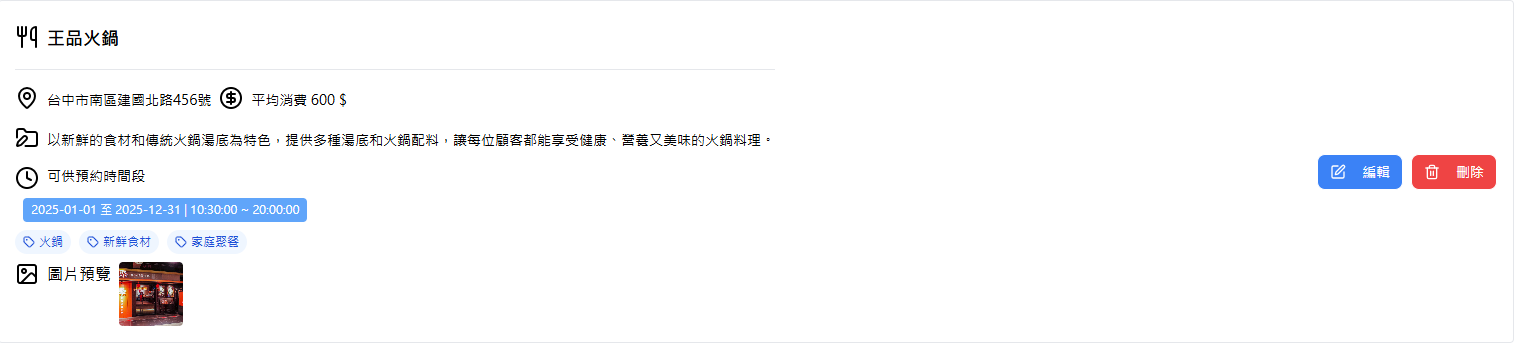 王品火鍋
台中市南區建國北路456號 平均消費 600 $
以新鮮的食材和傳統火鍋湯底為特色，提供多種湯底和火鍋配料，讓每位顧客都能享受健康、營養又美味的火鍋料理。
可供預約時間段
編輯 刪除
2025-01-01 至 2025-12-31 | 10:30:00 ~ 20:00:00
火鍋 新鮮食材 家庭聚餐
圖片預覽